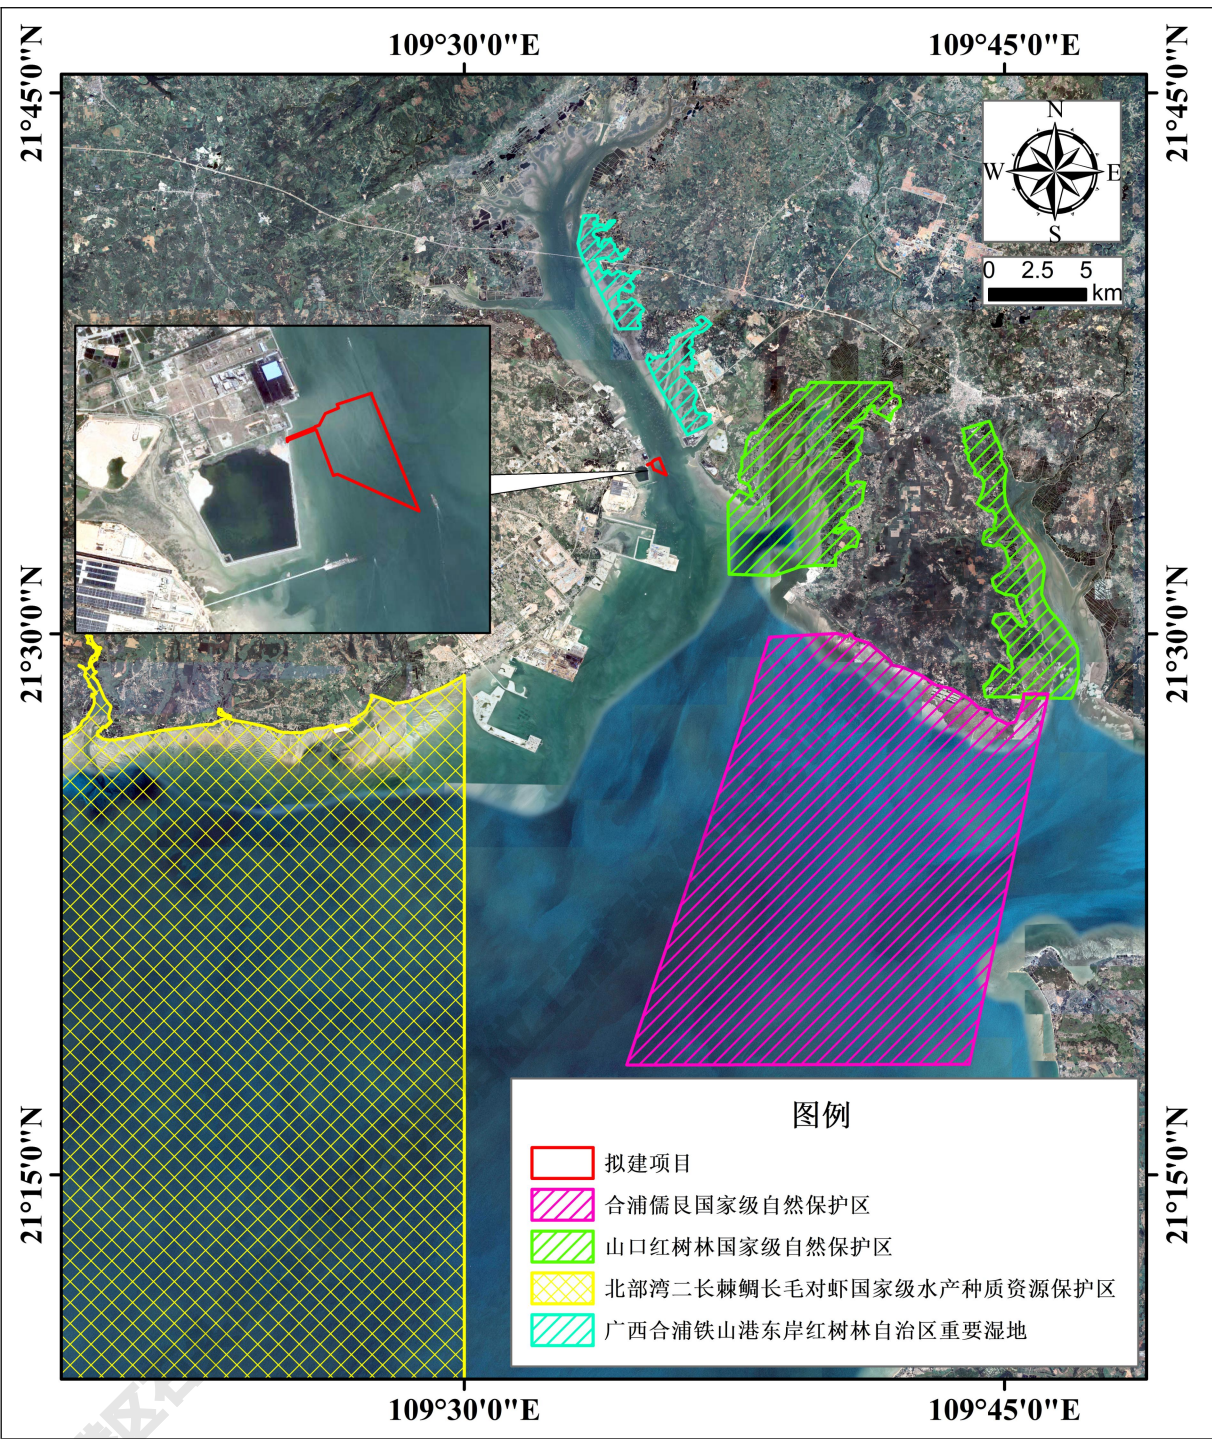 109°30'0"E
109°45'0"E
21°45'0"N
21°45'0"N
N
W
E
S
0 2.5 5
km
21°30'0"N
21°30'0"N
图例
拟建项目
合浦儒艮国家级自然保护区
山口红树林国家级自然保护区
北部湾二长棘鲷长毛对虾国家级水产种质资源保护区
广西合浦铁山港东岸红树林自治区重要湿地
21°15'0"N
21°15'0"N
109°30'0"E
109°45'0"E